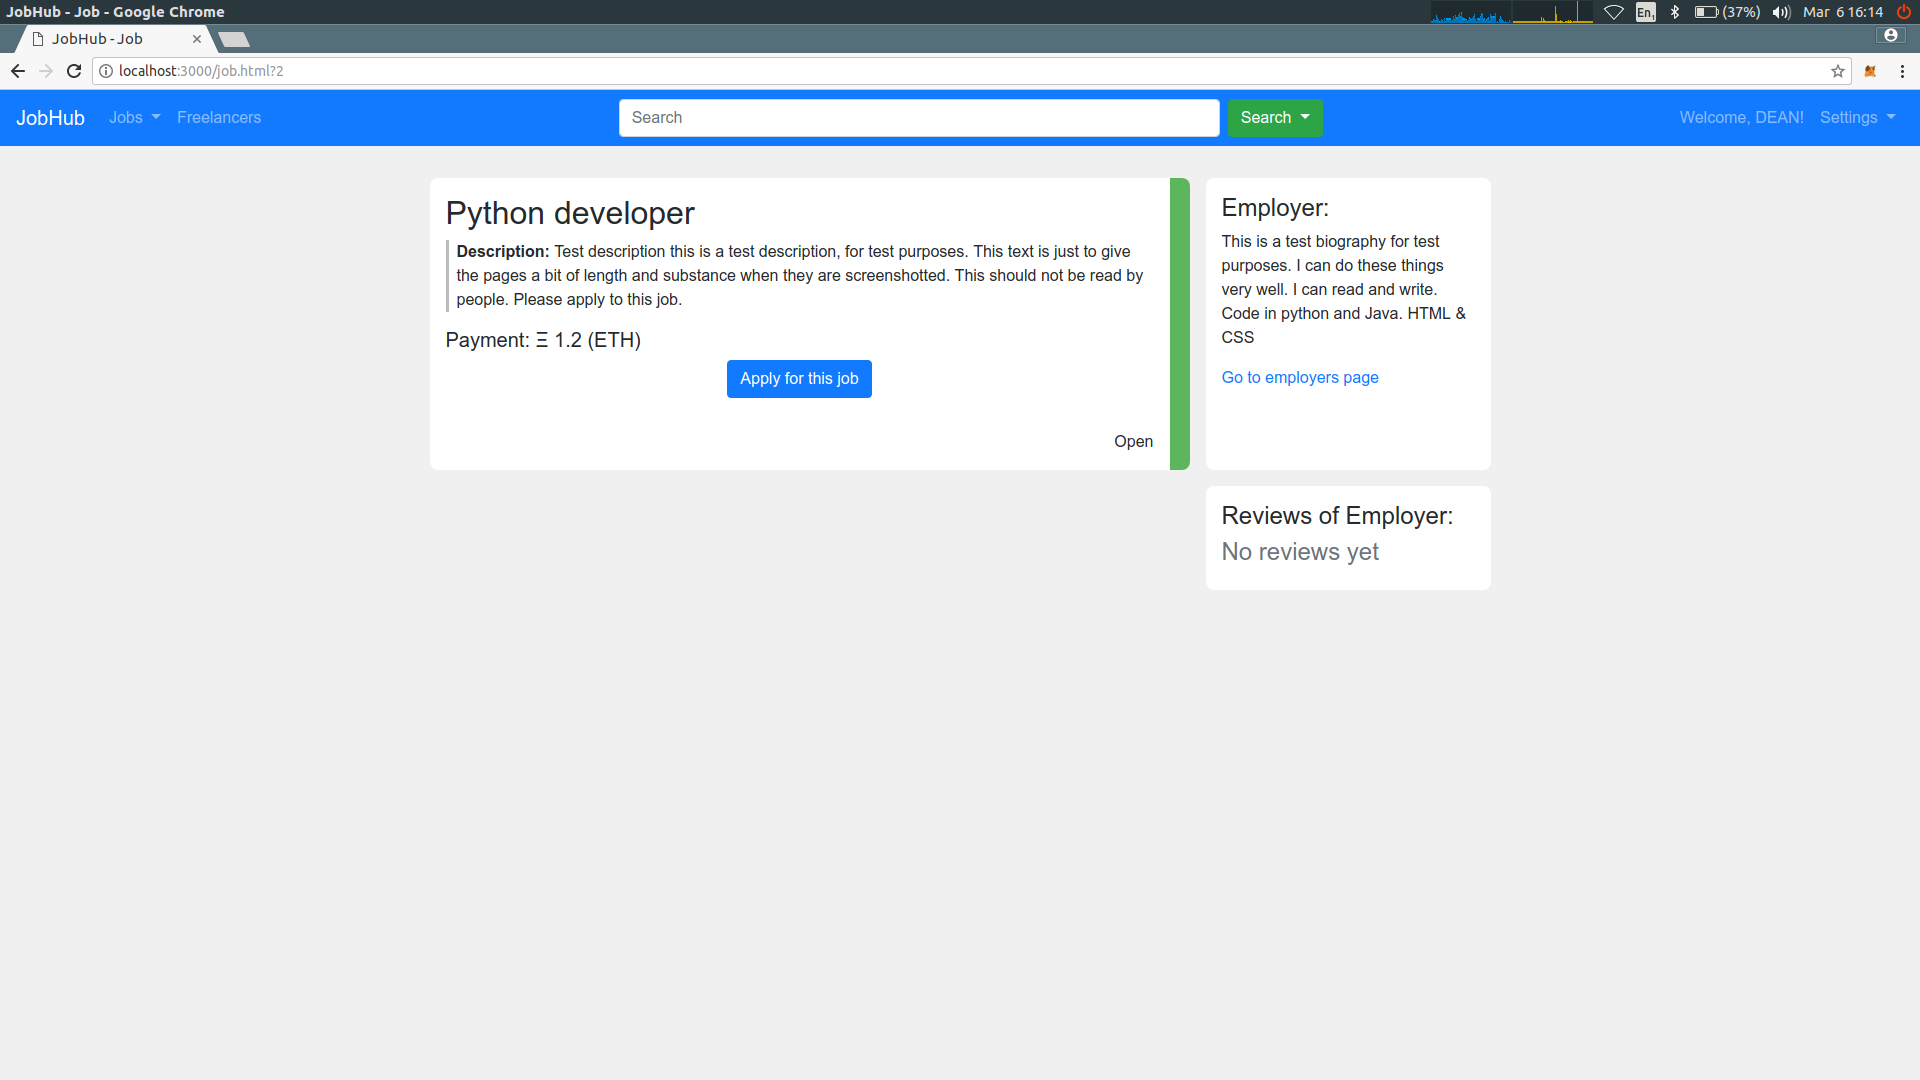 JobHub - Job - Google Chrome
En1
(37%)
Mar 6 16:14
JobHub - Job
localhost:3000/job.html?2
JobHub
Jobs
Freelancers
Search
Search
Welcome, DEAN!
Settings
Python developer
Description: Test description this is a test description, for test purposes. This text is just to give
the pages a bit of length and substance when they are screenshotted. This should not be read by
people. Please apply to this job.
Payment: Ξ 1.2 (ETH)
Apply for this job
Open
Employer:
This is a test biography for test
purposes. I can do these things
very well. I can read and write.
Code in python and Java. HTML &
CSS
Go to employers page
Reviews of Employer:
No reviews yet